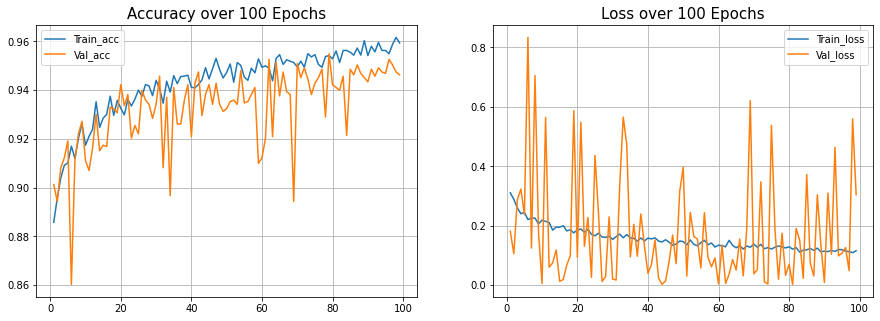 Accuracy over 100 Epochs
Train_acc
Val_acc
0.96
0.94
0.92
0.90
0.88
0.86
0 20 40 60 80 100
Loss over 100 Epochs
Train_loss
Val_loss
0.8
0.6
0.4
0.2
0.0
0 20 40 60 80 100